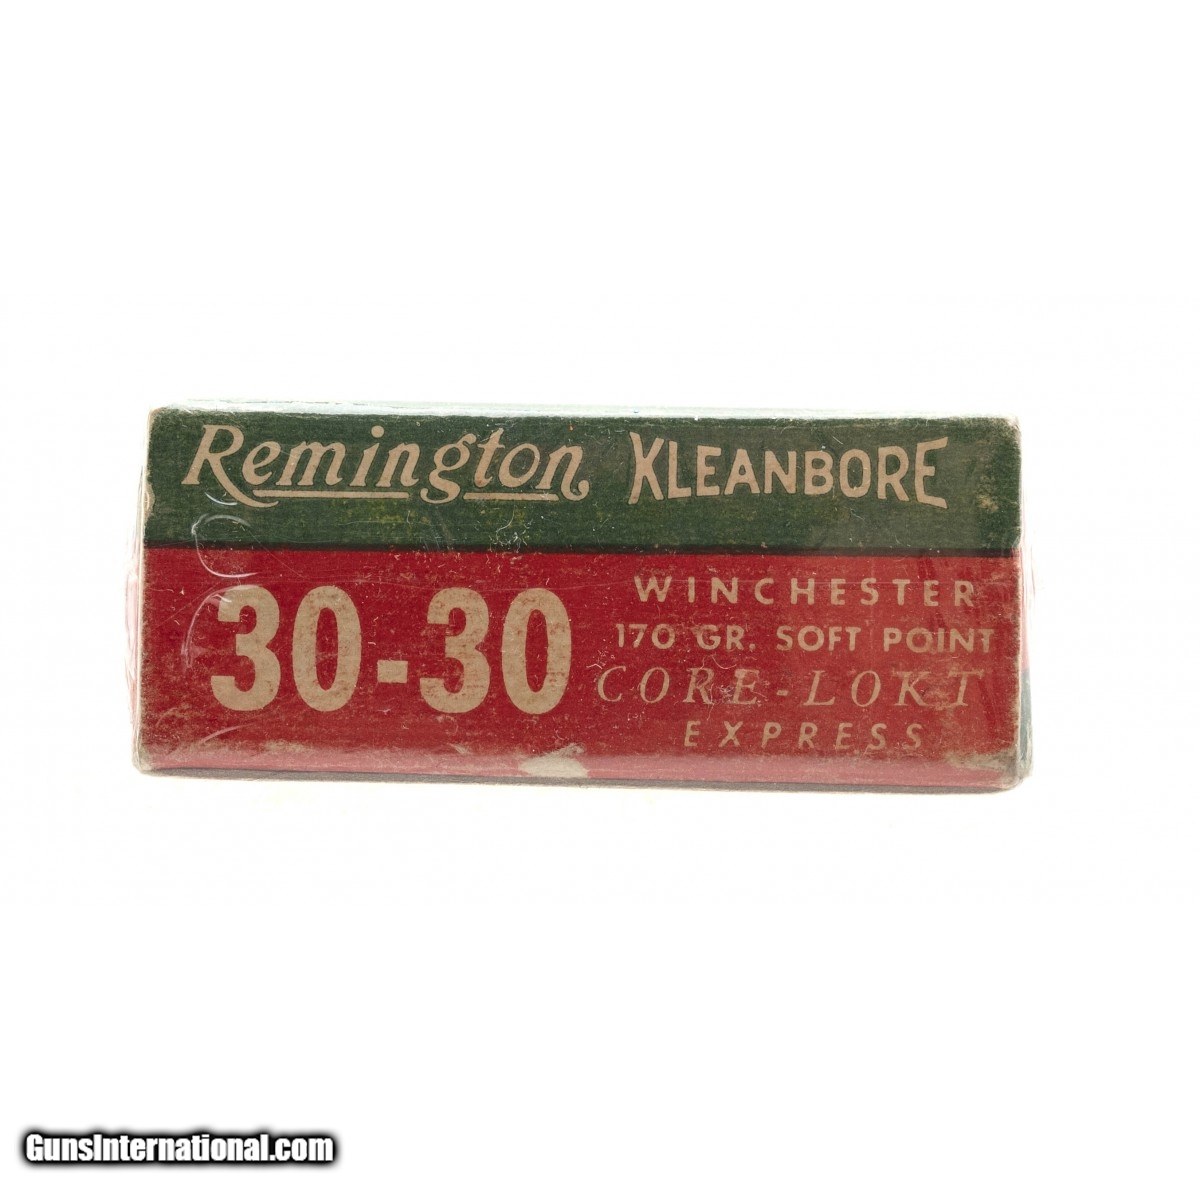 Remington KLEANBORE
30-30
WINCHESTER
170 GR. SOFT POINT
CORE-LOKT
EXPRESS
GunsInternational.com